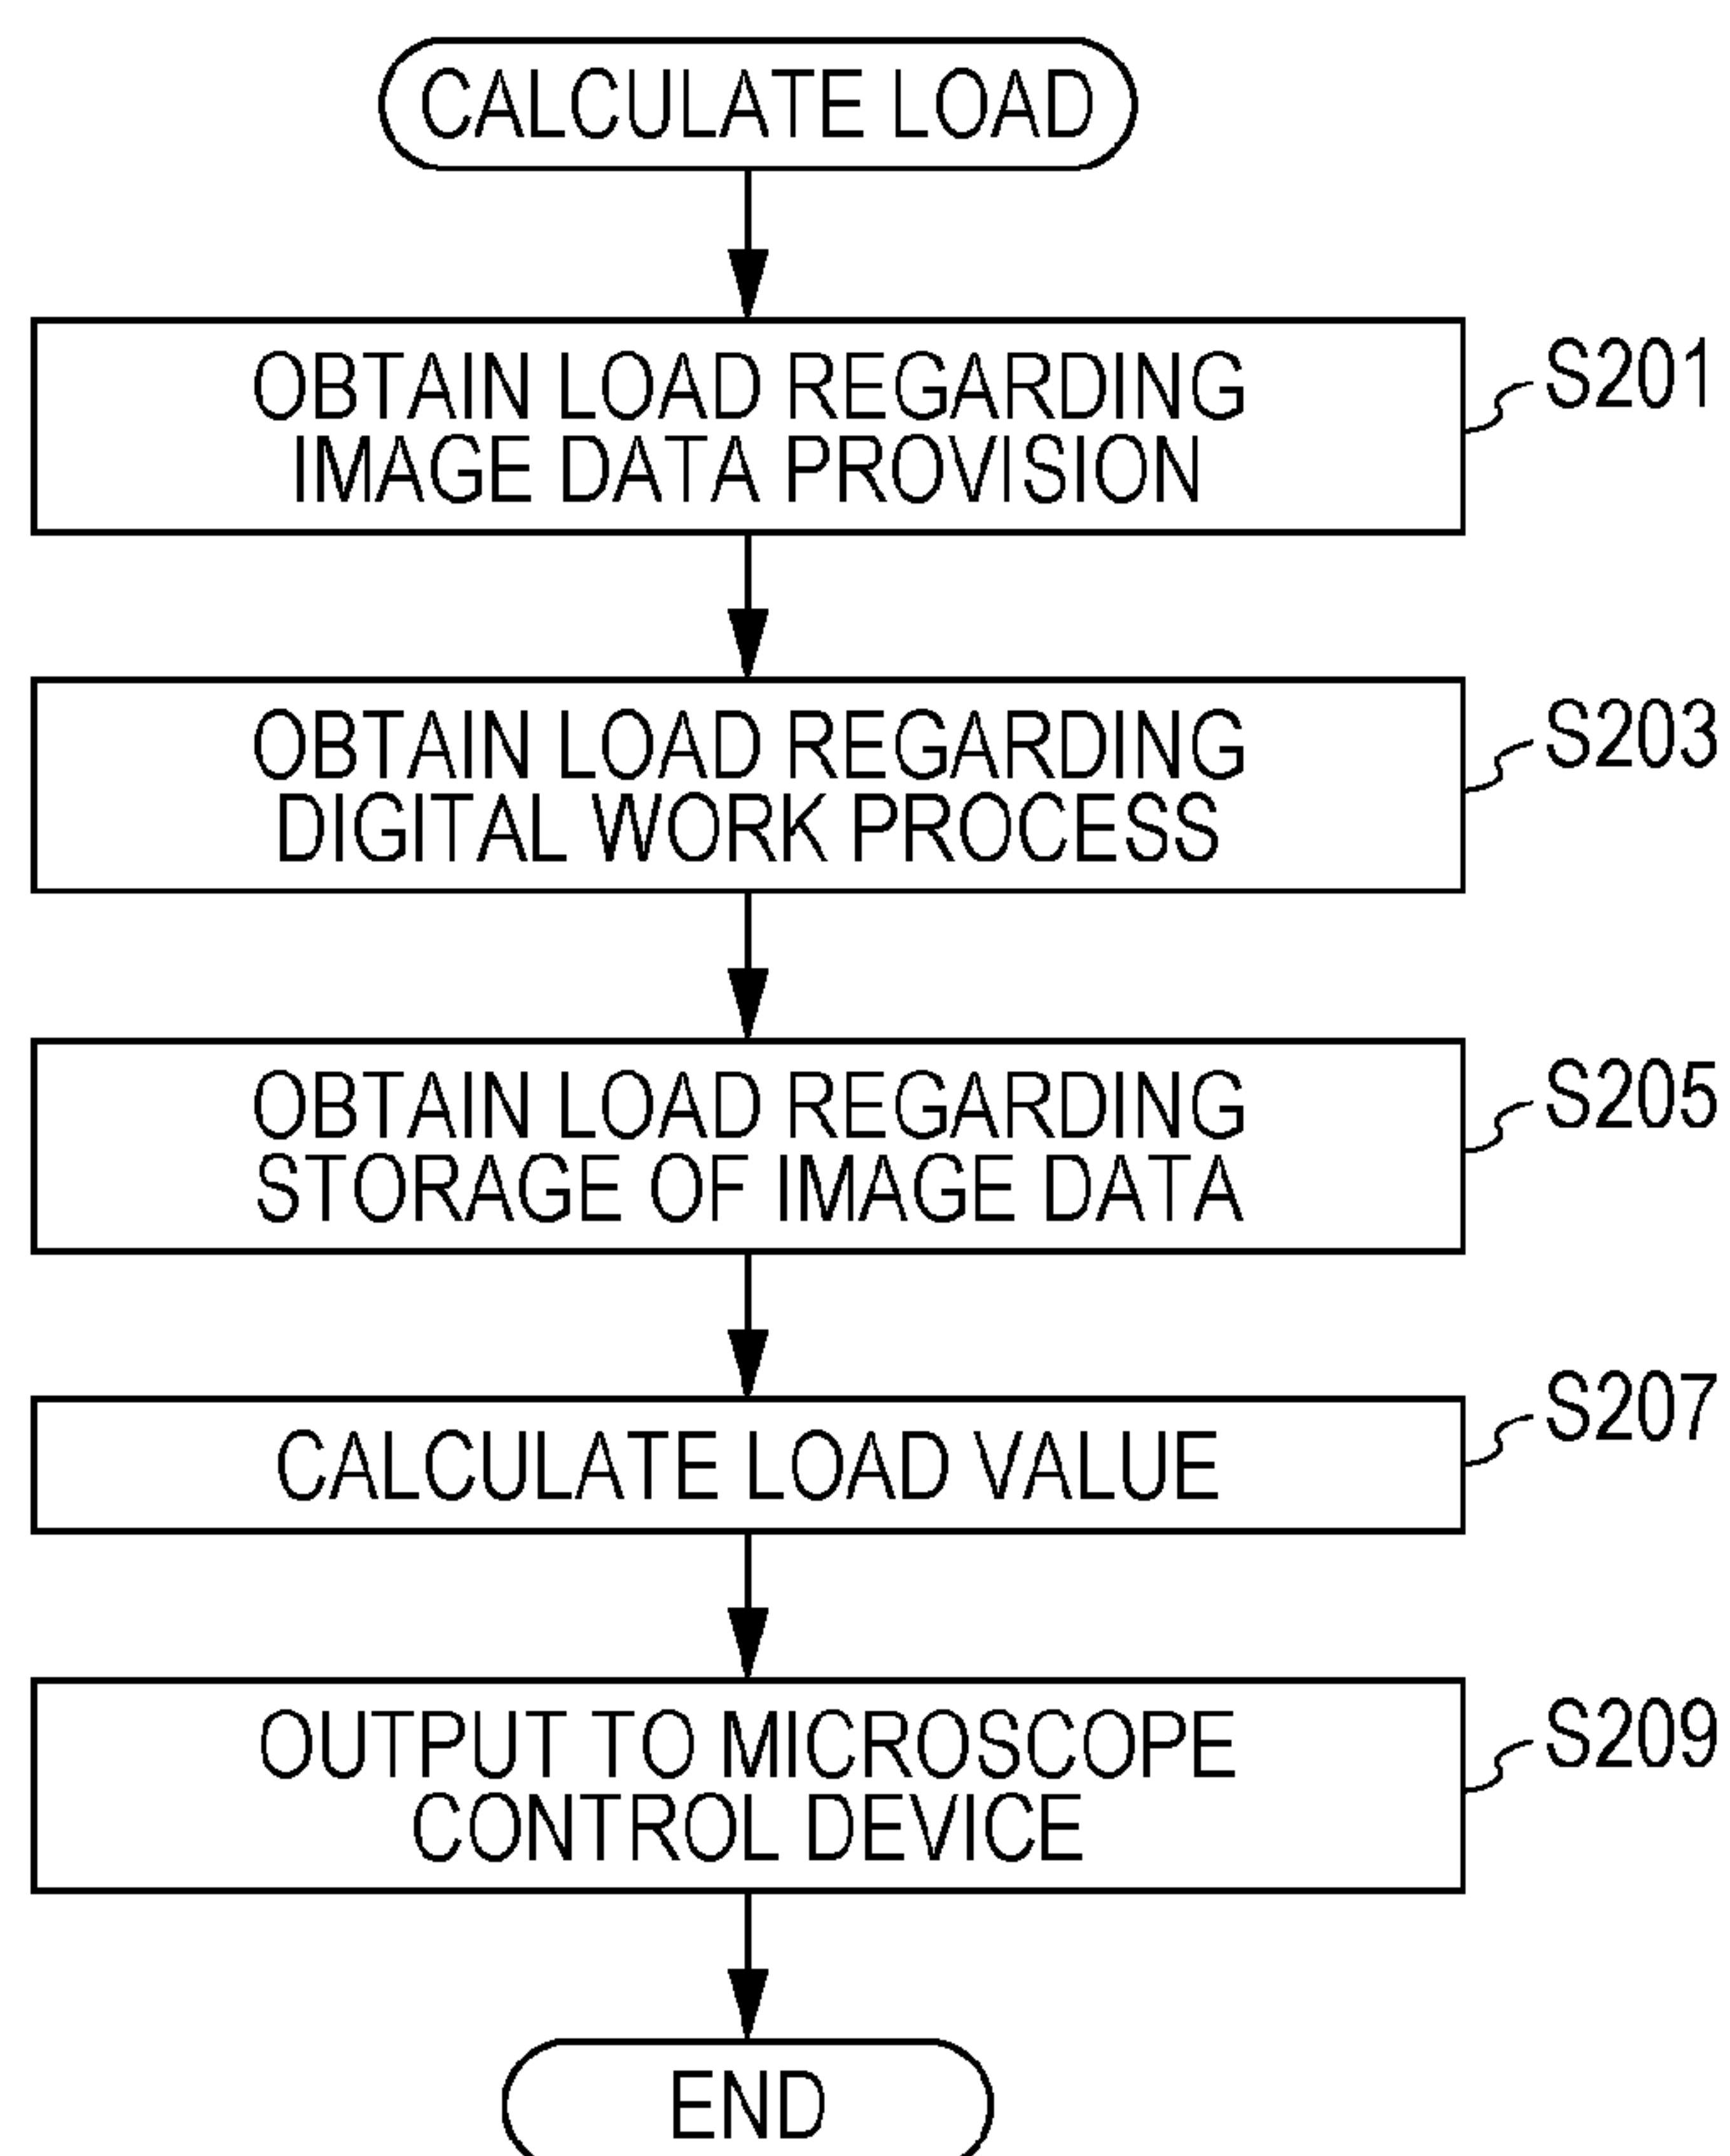 CALCULATE LOAD
OBTAIN LOAD REGARDING
IMAGE DATA PROVISION
S201
OBTAIN LOAD REGARDING
DIGITAL WORK PROCESS
S203
OBTAIN LOAD REGARDING
STORAGE OF IMAGE DATA
S205
CALCULATE LOAD VALUE
S207
OUTPUT TO MICROSCOPE
CONTROL DEVICE
S209
END